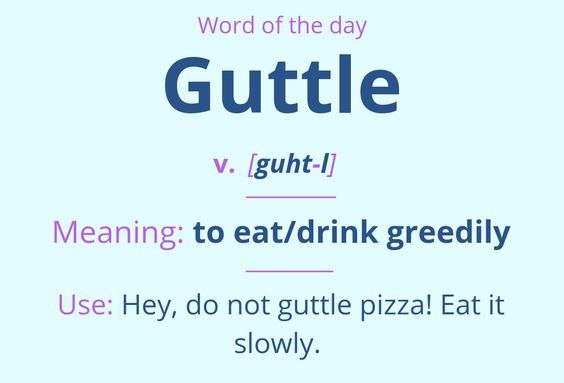 Word of the day
Guttle
v. [guht-l]
Meaning: to eat/drink greedily
Use: Hey, do not guttle pizza! Eat it
slowly.